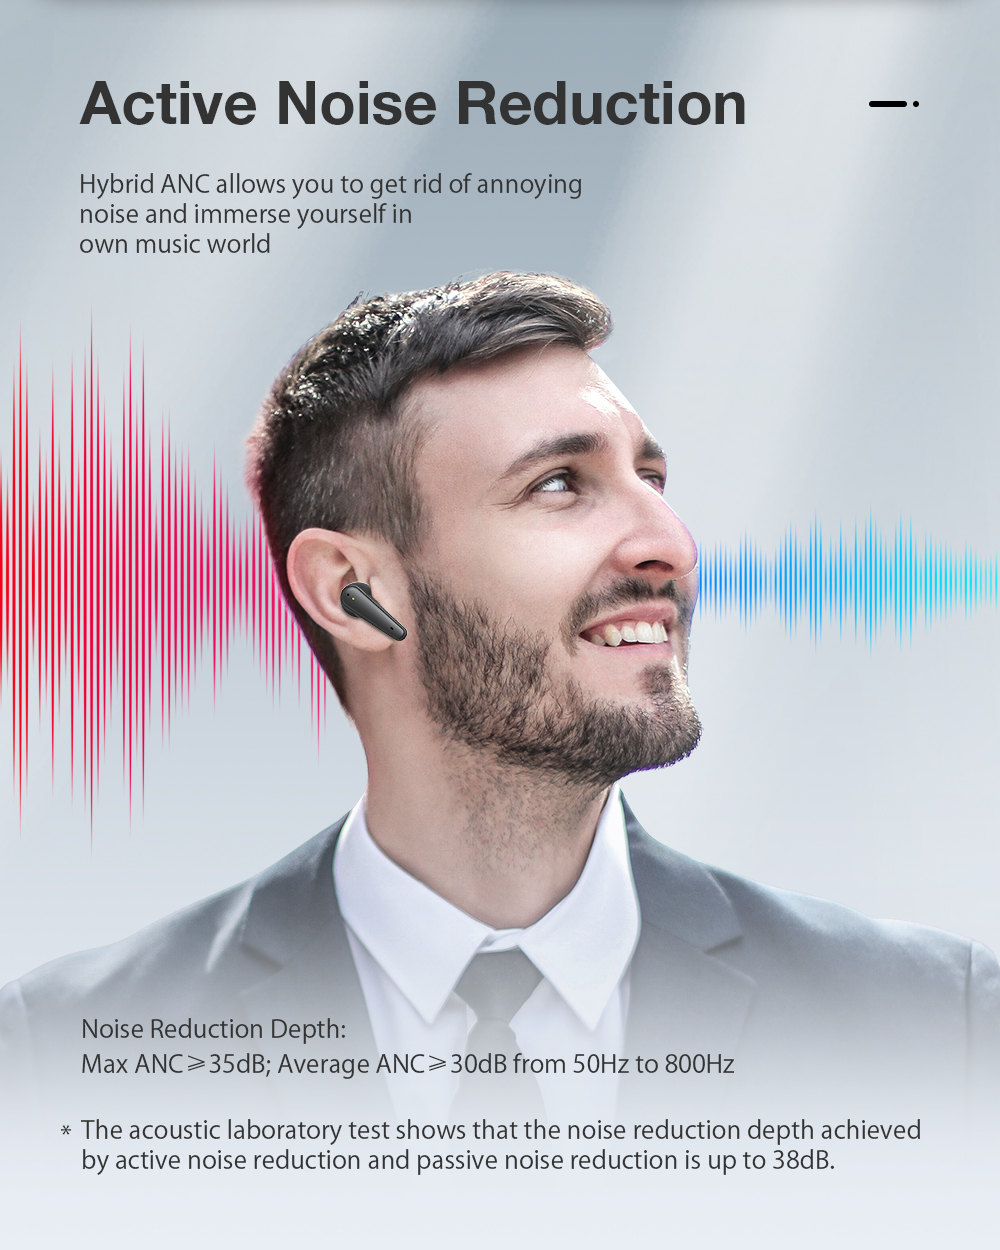 Active Noise Reduction
Hybrid ANC allows you to get rid of annoying
noise and immerse yourself in
own music world
Noise Reduction Depth:
Max ANC⩾35dB; Average ANC⩾30dB from 50Hz to 800Hz
* The acoustic laboratory test shows that the noise reduction depth achieved
by active noise reduction and passive noise reduction is up to 38dB.